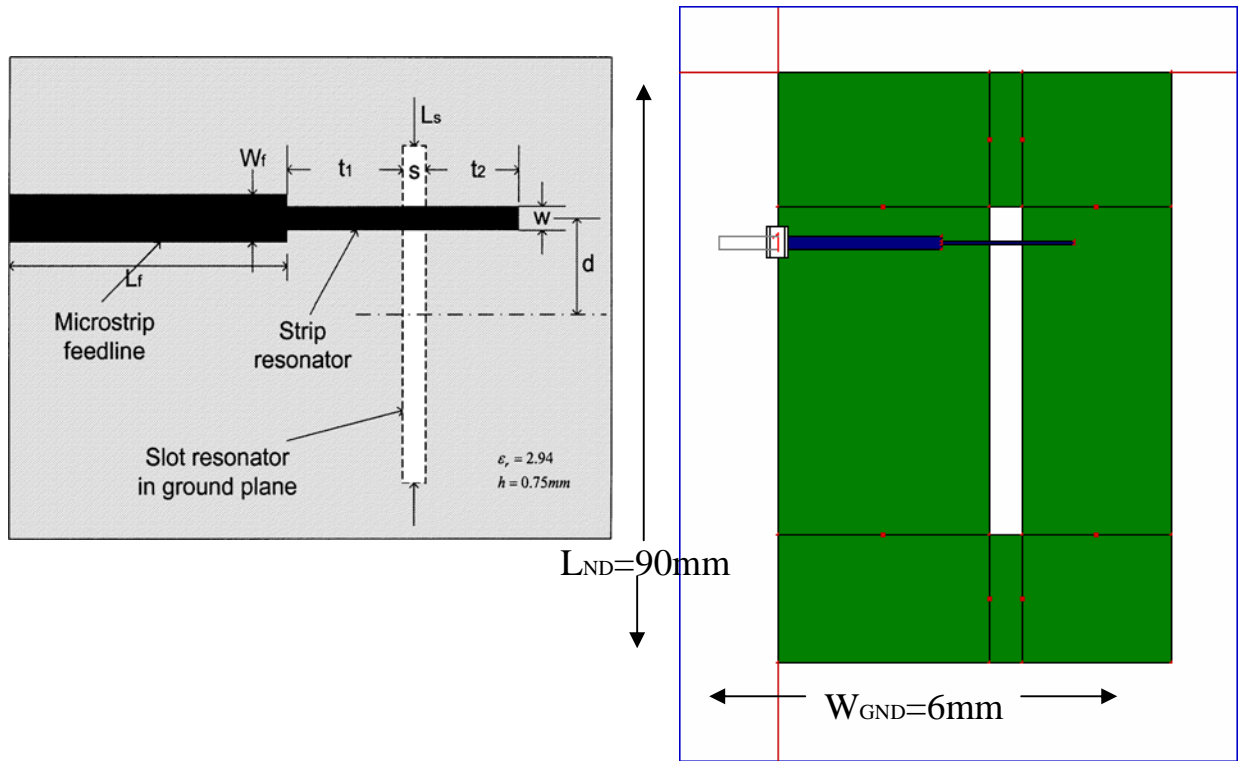 Ls
Wf
t1
s
t2
w
d
Lf
Microstrip
feedline
Strip
resonator
Slot resonator
in ground plane
εr = 2.94
h = 0.75mm
LND=90mm
1
WGND=6mm